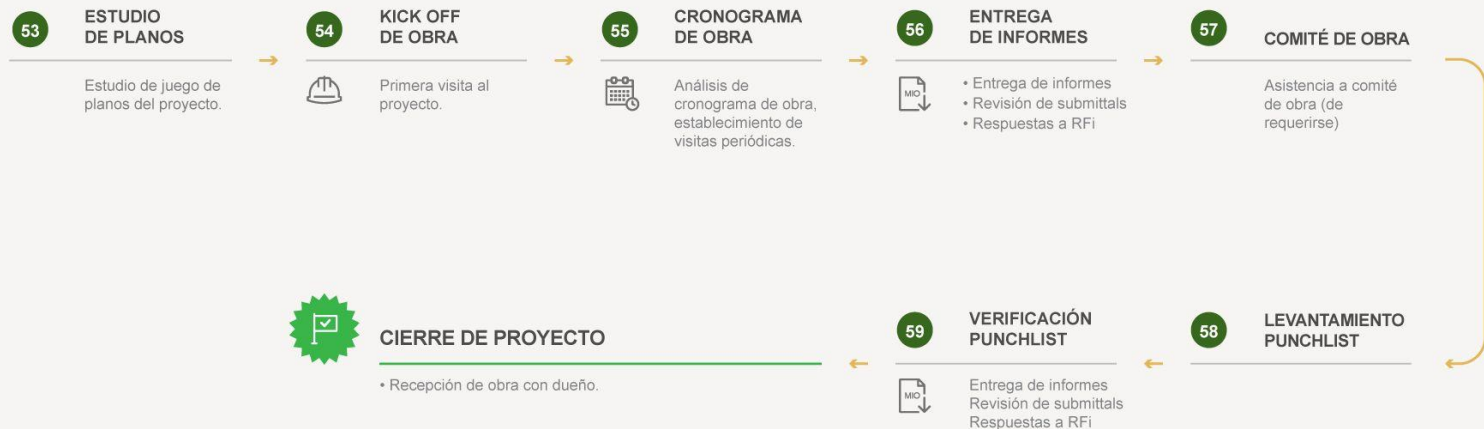 53
ESTUDIO
DE PLANOS
Estudio de juego de
planos del proyecto.
54
KICK OFF
DE OBRA
Primera visita al
proyecto.
55
CRONOGRAMA
DE OBRA
Análisis de
cronograma de obra,
establecimiento de
visitas periódicas.
56
ENTREGA
DE INFORMES
MIO
• Entrega de informes
• Revisión de submittals
• Respuestas a RFi
57
COMITÉ DE OBRA
Asistencia a comité
de obra (de
requerirse)
58
LEVANTAMIENTO
PUNCHLIST
59
VERIFICACIÓN
PUNCHLIST
MIO
Entrega de informes
Revisión de submittals
Respuestas a RFi
CIERRE DE PROYECTO
• Recepción de obra con dueño.